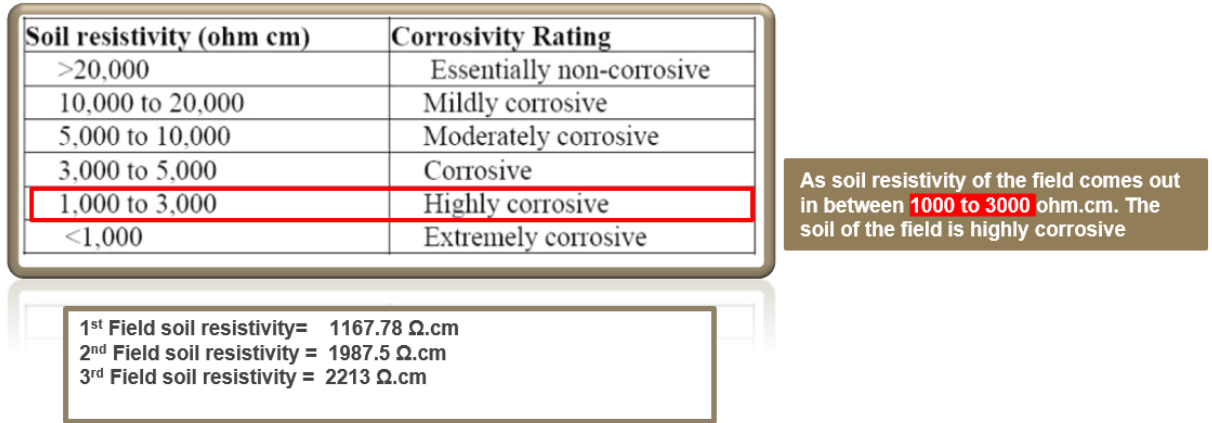 Soil resistivity (ohm cm) Corrosivity Rating
>20,000 Essentially non-corrosive
10,000 to 20,000 Mildly corrosive
5,000 to 10,000 Moderately corrosive
3,000 to 5,000 Corrosive
1,000 to 3,000 Highly corrosive
<1,000 Extremely corrosive
As soil resistivity of the field comes out
in between 1000 to 3000 ohm.cm. The
soil of the field is highly corrosive
1st Field soil resistivity= 1167.78 Ω.cm
2nd Field soil resistivity = 1987.5 Ω.cm
3rd Field soil resistivity = 2213 Ω.cm